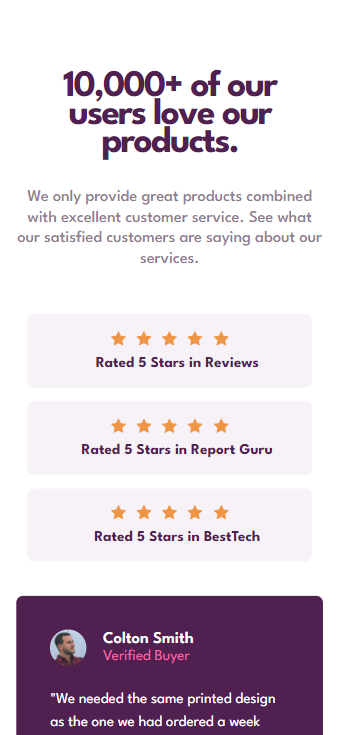 10,000+ of our
users love our
products.
We only provide great products combined
with excellent customer service. See what
our satisfied customers are saying about our
services.
Rated 5 Stars in Reviews
Rated 5 Stars in Report Guru
Rated 5 Stars in BestTech
Colton Smith
Verified Buyer
"We needed the same printed design
as the one we had ordered a week